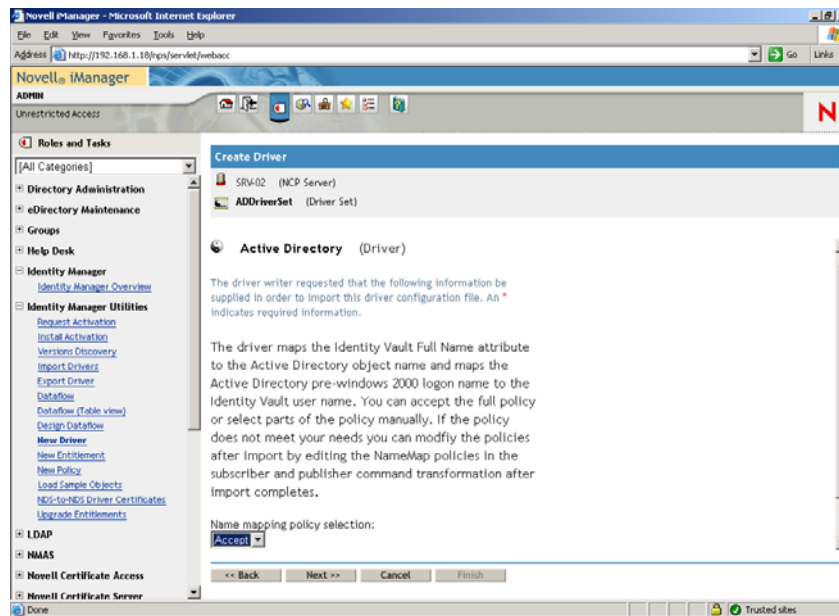 Novell iManager - Microsoft Internet Explorer
File Edit View Favorites Tools Help
Address http://192.168.1.18/nps/servlet/webacc Go Links
Novell® iManager
ADMIN
Unrestricted Access
N
Roles and Tasks
[All Categories]
Directory Administration
eDirectory Maintenance
Groups
Help Desk
Identity Manager
Identity Manager Overview
Identity Manager Utilities
Request Activation
Install Activation
Versions Discovery
Import Drivers
Export Driver
Dataflow
Dataflow (Table view)
Design Dataflow
New Driver
New Entitlement
New Policy
Load Sample Objects
NDS-to-NDS Driver Certificates
Upgrade Entitlements
LDAP
NMAS
Novell Certificate Access
Novell Certificate Server
Create Driver
SRV-02 (NCP Server)
ADDriverSet (Driver Set)
Active Directory (Driver)
The driver writer requested that the following information be
supplied in order to import this driver configuration file. An *
indicates required information.
The driver maps the Identity Vault Full Name attribute
to the Active Directory object name and maps the
Active Directory pre-windows 2000 logon name to the
Identity Vault user name. You can accept the full policy
or select parts of the policy manually. If the policy
does not meet your needs you can modfiy the policies
after import by editing the NameMap policies in the
subscriber and publisher command transformation after
import completes.
Name mapping policy selection:
Accept
<< Back Next >> Cancel Finish
Done Trusted sites